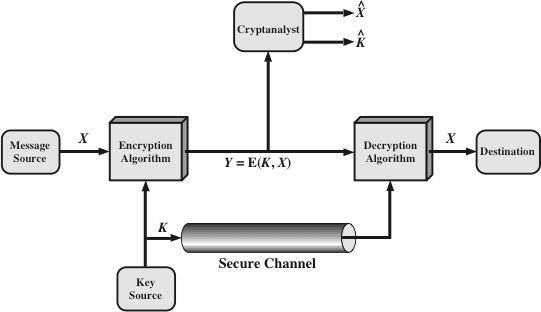 Cryptanalyst
X̂
K̂
Message
Source
X
Encryption
Algorithm
Y = E(K, X)
Decryption
Algorithm
X
Destination
K
Secure Channel
Key
Source